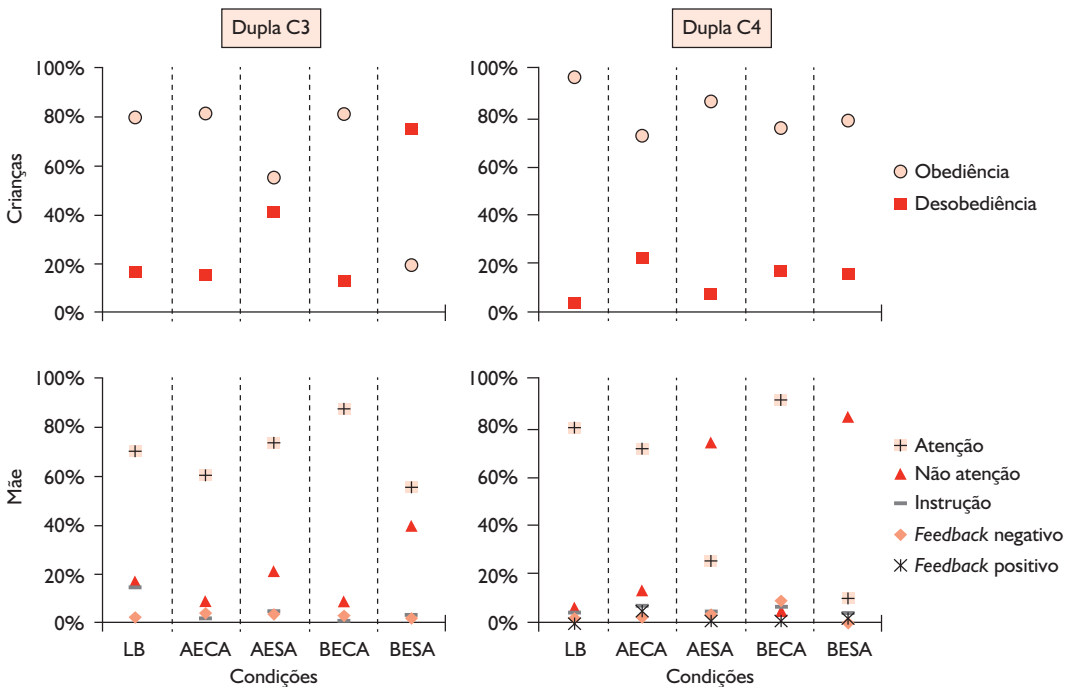 Dupla C3
Dupla C4
Crianças
100%
80%
60%
40%
20%
0%
100%
80%
60%
40%
20%
0%
Obediência
Desobediência
Mãe
100%
80%
60%
40%
20%
0%
LB AECA AESA BECA BESA
Condições
100%
80%
60%
40%
20%
0%
LB AECA AESA BECA BESA
Condições
Atenção
Não atenção
Instrução
Feedback negativo
Feedback positivo